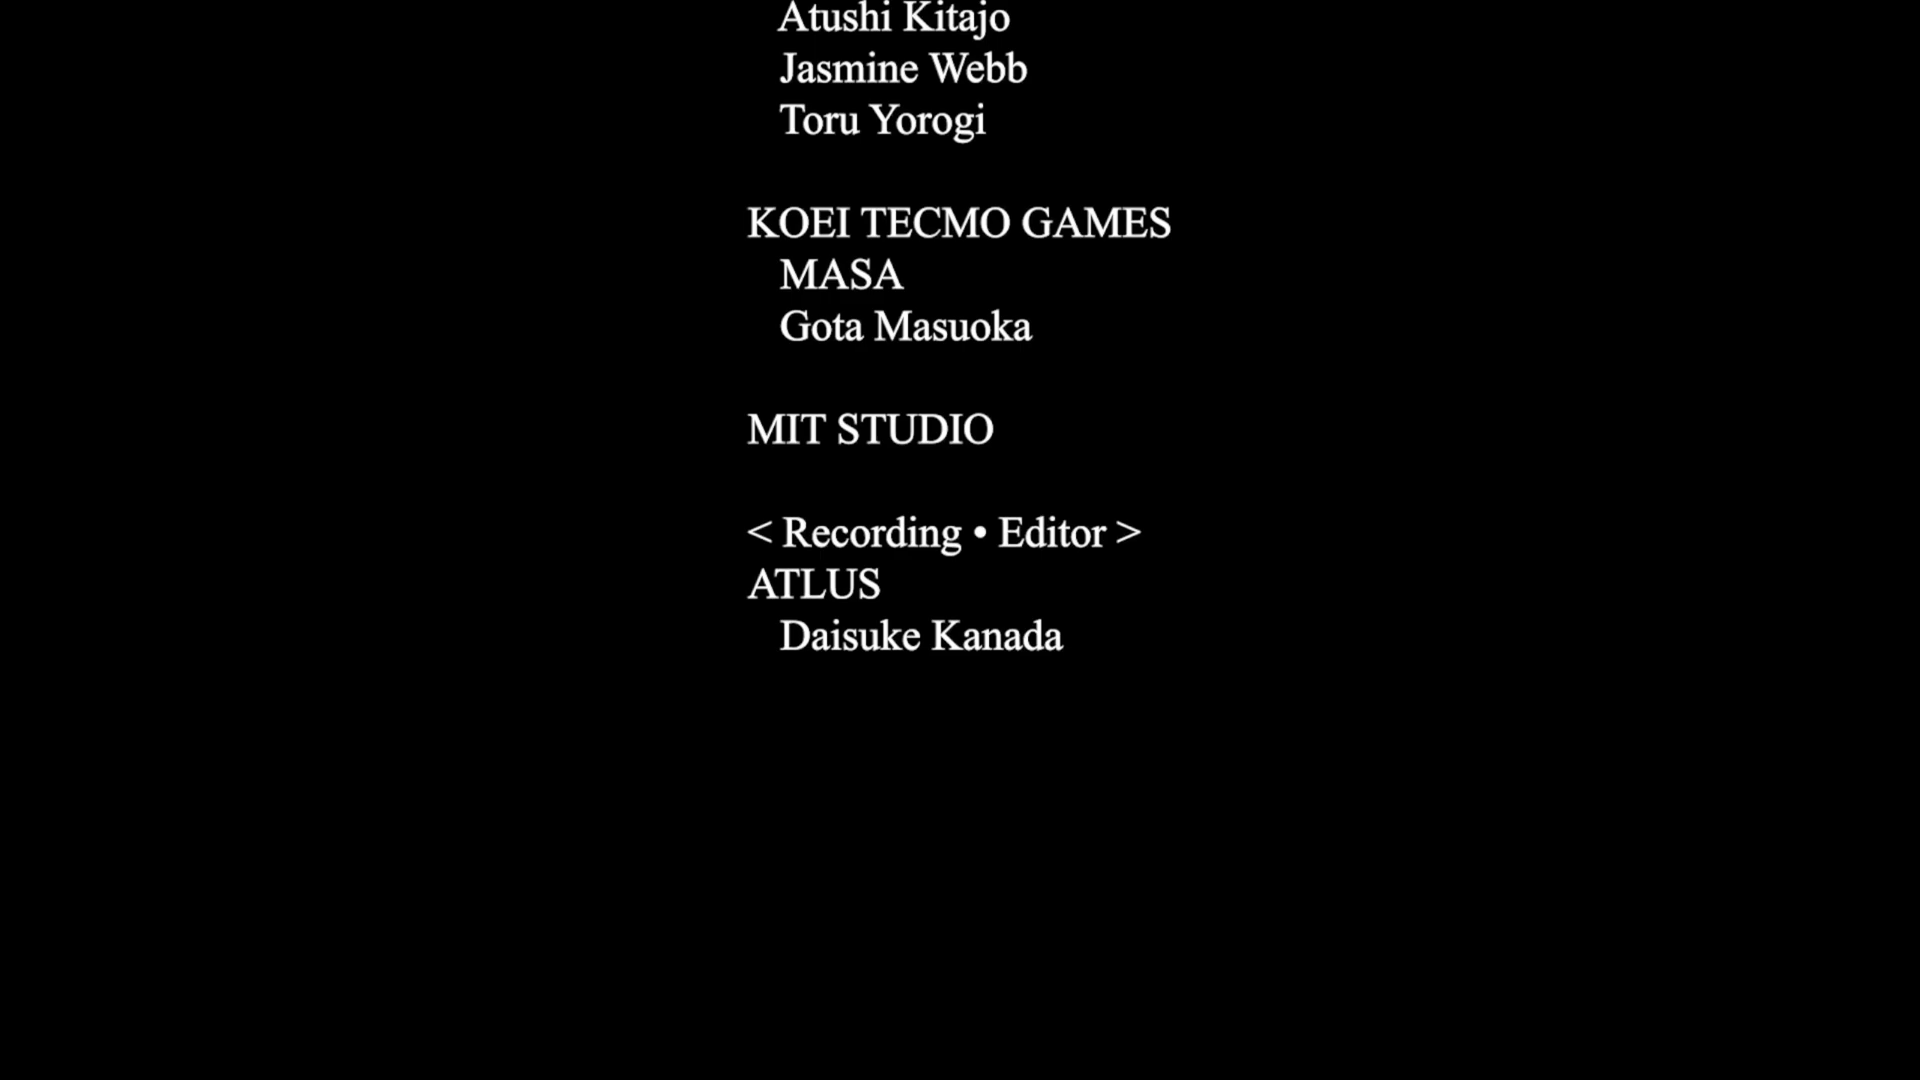 Atushi Kitajo
Jasmine Webb
Toru Yorogi
KOEI TECMO GAMES
MASA
Gota Masuoka
MIT STUDIO
< Recording • Editor >
ATLUS
Daisuke Kanada